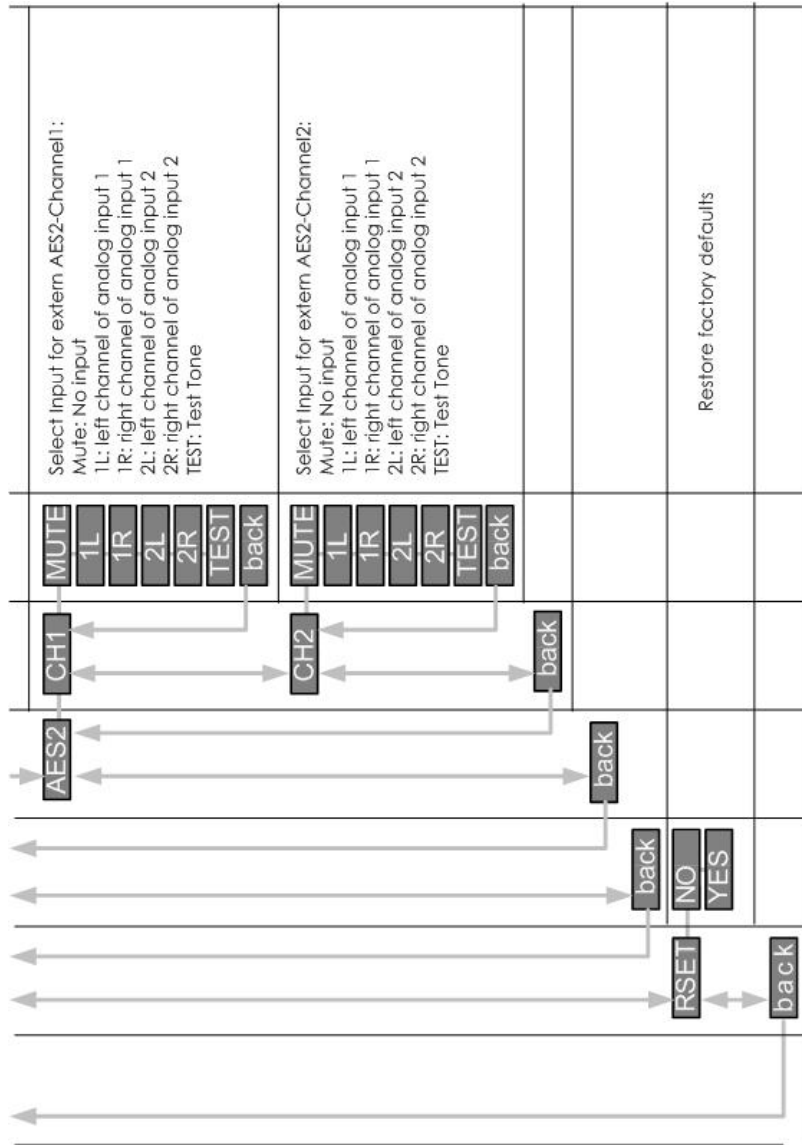 AES2
CH1
MUTE
1L
1R
2L
2R
TEST
back
Select Input for extern AES2-Channel1:
Mute: No input
1L: left channel of analog input 1
1R: right channel of analog input 1
2L: left channel of analog input 2
2R: right channel of analog input 2
TEST: Test Tone
CH2
MUTE
1L
1R
2L
2R
TEST
back
Select Input for extern AES2-Channel2:
Mute: No input
1L: left channel of analog input 1
1R: right channel of analog input 1
2L: left channel of analog input 2
2R: right channel of analog input 2
TEST: Test Tone
back
back
back
RSET
NO
YES
Restore factory defaults
back